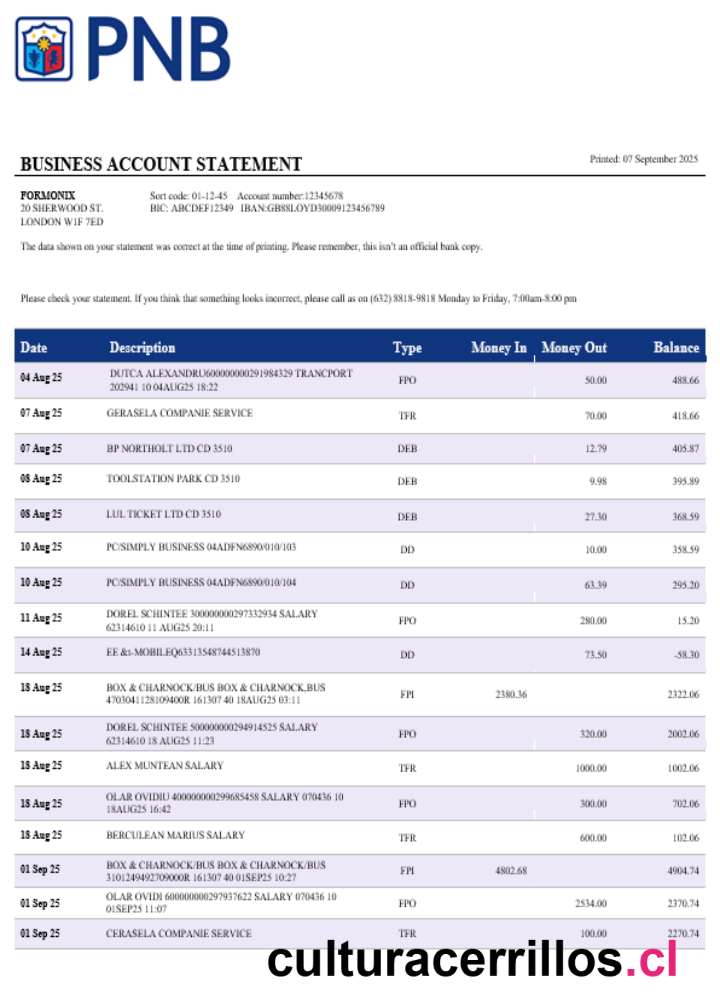 PNB
BUSINESS ACCOUNT STATEMENT
Printed: 07 September 2025
FORMONIX
20 SHERWOOD ST.
LONDON W1F 7ED
Sort code: 01-12-45 Account number:12345678
BIC: ABCDEF12349 IBAN:GB88LOYD30009123456789
The data shown on your statement was correct at the time of printing. Please remember, this isn't an official bank copy.
Please check your statement. If you think that something looks incorrect, please call as on (632) 8818-9818 Monday to Friday, 7:00am-8:00 pm
Date Description Type Money In Money Out Balance
04 Aug 25 DUTCA ALEXANDRU600000000291984329 TRANCPORT
202941 10 04AUG25 18:22 FPO 50.00 488.66
07 Aug 25 GERASELA COMPANIE SERVICE TFR 70.00 418.66
07 Aug 25 BP NORTHOLT LTD CD 3510 DEB 12.79 405.87
08 Aug 25 TOOLSTATION PARK CD 3510 DEB 9.98 395.89
08 Aug 25 LUL TICKET LTD CD 3510 DEB 27.30 368.59
10 Aug 25 PC/SIMPLY BUSINESS 04ADFN6890/010/103 DD 10.00 358.59
10 Aug 25 PC/SIMPLY BUSINESS 04ADFN6890/010/104 DD 63.39 295.20
11 Aug 25 DOREL SCHINTEE 300000000297332934 SALARY
62314610 11 AUG25 20:11 FPO 280.00 15.20
14 Aug 25 EE &t-MOBILEQ63313548744513870 DD 73.50 -58.30
18 Aug 25 BOX & CHARNOCK/BUS BOX & CHARNOCK,BUS
4703041128109400R 161307 40 18AUG25 03:11 FPI 2380.36 2322.06
18 Aug 25 DOREL SCHINTEE 500000000294914525 SALARY
62314610 18 AUG25 11:23 FPO 320.00 2002.06
18 Aug 25 ALEX MUNTEAN SALARY TFR 1000.00 1002.06
18 Aug 25 OLAR OVIDIU 400000000299685458 SALARY 070436 10
18AUG25 16:42 FPO 300.00 702.06
18 Aug 25 BERCULEAN MARIUS SALARY TFR 600.00 102.06
01 Sep 25 BOX & CHARNOCK/BUS BOX & CHARNOCK/BUS
3101249492709000R 161307 40 01SEP25 10:27 FPI 4802.68 4904.74
01 Sep 25 OLAR OVIDI 600000000297937622 SALARY 070436 10
01SEP25 11:07 FPO 2534.00 2370.74
01 Sep 25 CERASELA COMPANIE SERVICE TFR 100.00 2270.74
culturacerrillos.cl